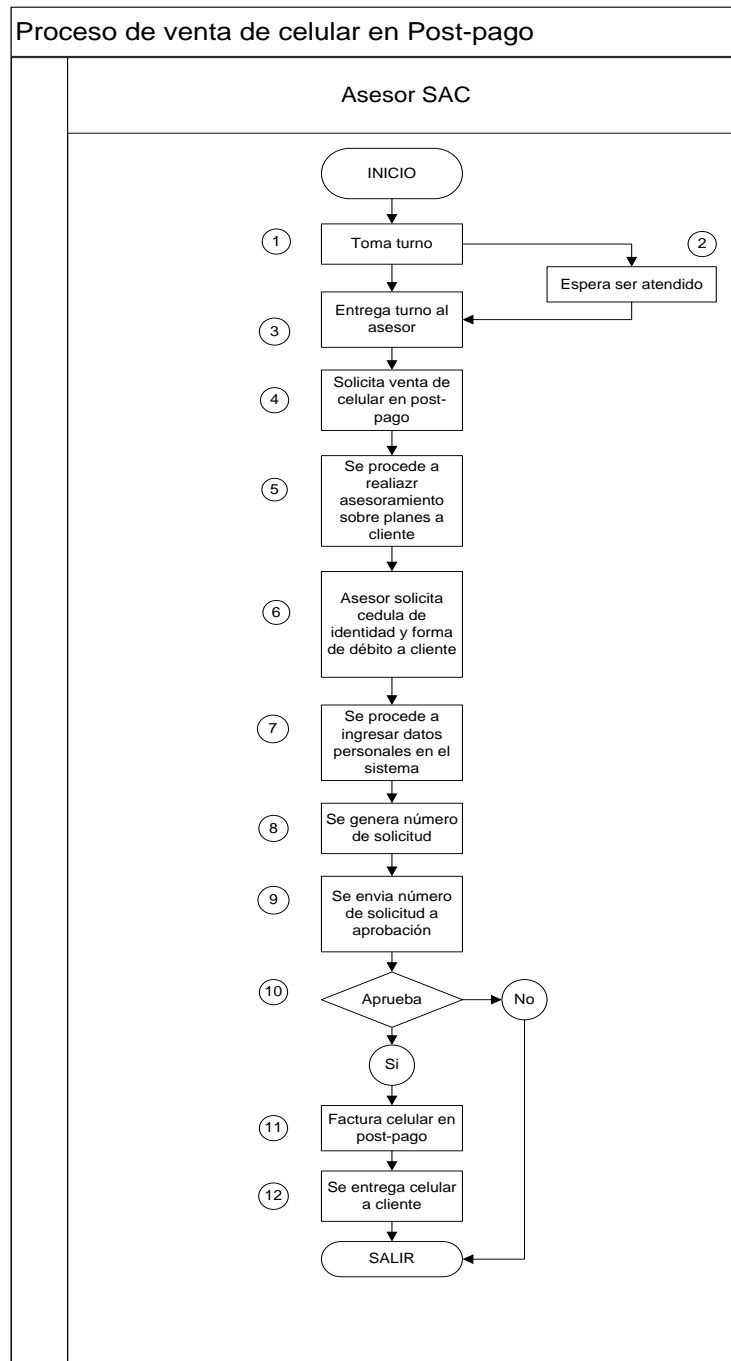 Proceso de venta de celular en Post-pago
Asesor SAC
INICIO
1
Toma turno
2
Espera ser atendido
3
Entrega turno al
asesor
4
Solicita venta de
celular en post-
pago
5
Se procede a
realiazr
asesoramiento
sobre planes a
cliente
6
Asesor solicita
cedula de
identidad y forma
de débito a cliente
7
Se procede a
ingresar datos
personales en el
sistema
8
Se genera número
de solicitud
9
Se envia número
de solicitud a
aprobación
10
Aprueba
No
Si
11
Factura celular en
post-pago
12
Se entrega celular
a cliente
SALIR